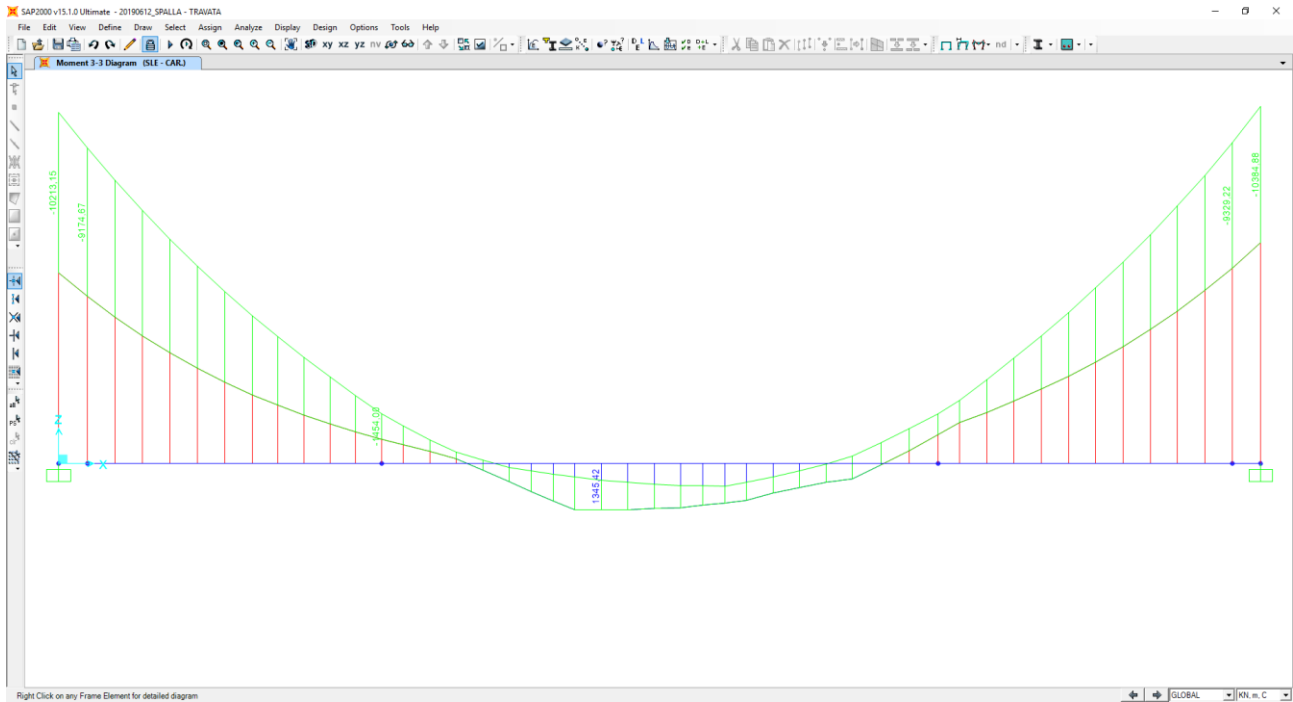 SAP2000 v15.1.0 Ultimate - 20190612_SPALLA - TRAVATA
File Edit View Define Draw Select Assign Analyze Display Design Options Tools Help
xy xz yz nv nd
Moment 3-3 Diagram (SLE - CAR.)
-10213.15
-9174.67
-1454.00
1345.42
-9329.22
-10384.88
Z
X
Right Click on any Frame Element for detailed diagram
GLOBAL KN, m, C